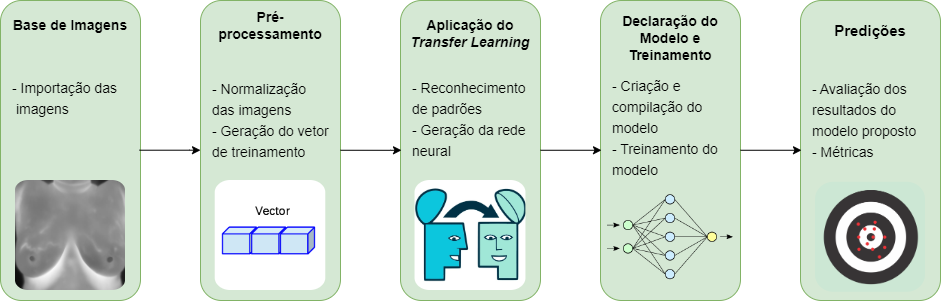 Base de Imagens
- Importação das
imagens
Pré-
processamento
- Normalização
das imagens
- Geração do vetor
de treinamento
Vector
Aplicação do
Transfer Learning
- Reconhecimento
de padrões
- Geração da rede
neural
Declaração do
Modelo e
Treinamento
- Criação e
compilação do
modelo
- Treinamento do
modelo
Predições
- Avaliação dos
resultados do
modelo proposto
- Métricas